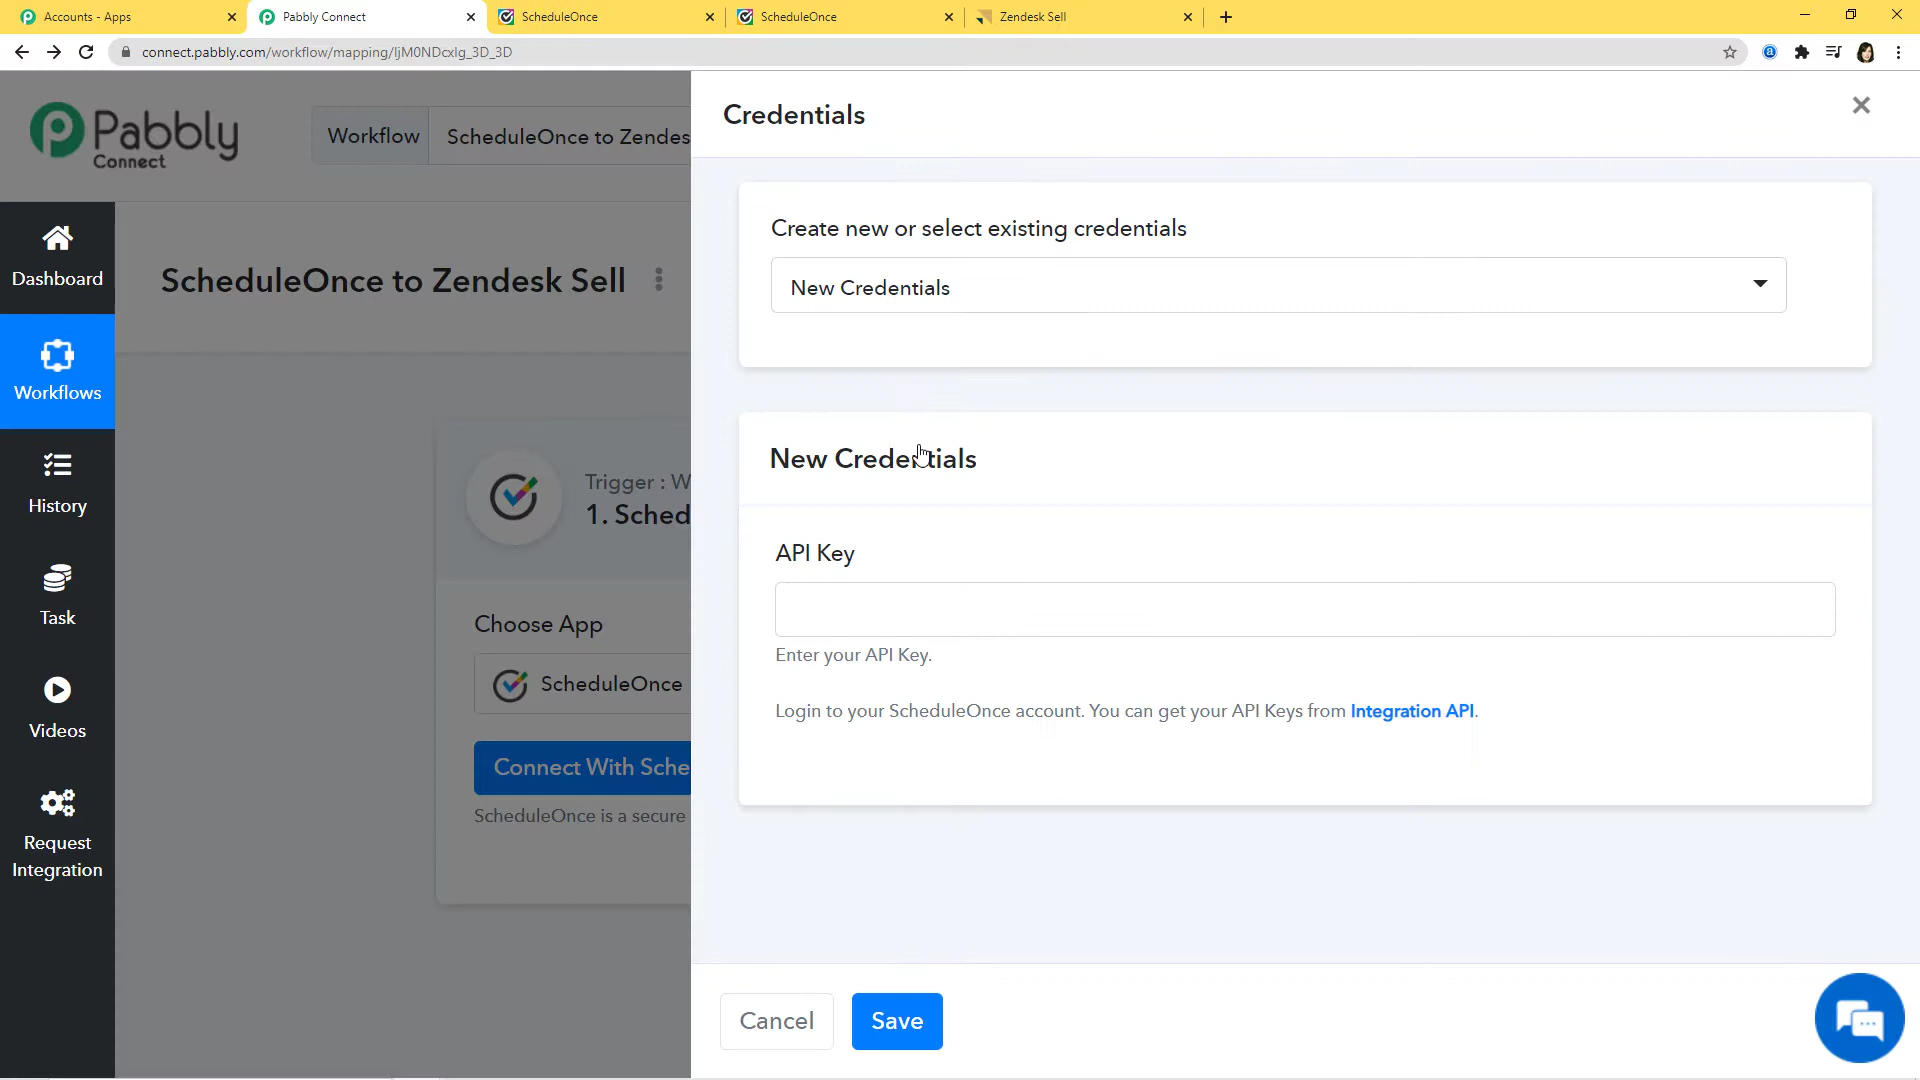 Accounts - Apps
Pabbly Connect
ScheduleOnce
ScheduleOnce
Zendesk Sell
connect.pabbly.com/workflow/mapping/IjM0NDcxIg_3D_3D
Pabbly
Connect
Workflow
ScheduleOnce to Zendes
Credentials
Create new or select existing credentials
New Credentials
Dashboard
ScheduleOnce to Zendesk Sell
Workflows
New Credentials
Trigger : W
1. Sched
History
API Key
Enter your API Key.
Login to your ScheduleOnce account. You can get your API Keys from Integration API.
Choose App
ScheduleOnce
Task
Videos
Connect With Sche
ScheduleOnce is a secure
Request
Integration
Cancel
Save